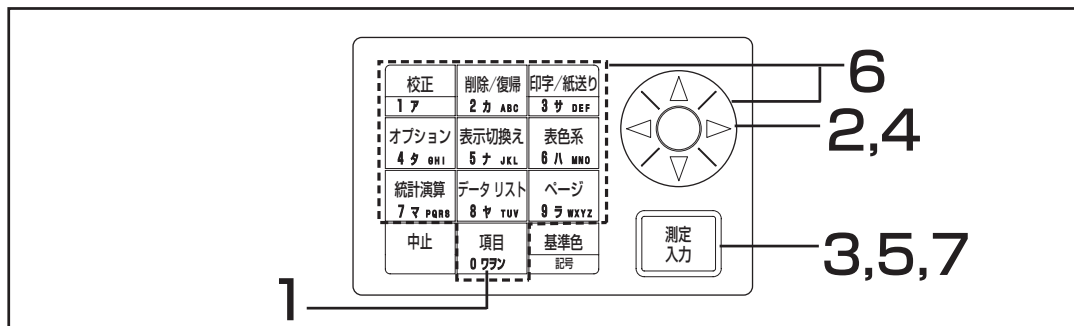 校正 削除/復帰 印字/紙送り
1 ア 2 カ ABC 3 サ DEF
オプション 表示切換え 表色系
4 タ GHI 5 ナ JKL 6 ハ MNO
統計演算 データリスト ページ
7 マ PQRS 8 ヤ TUV 9 ラ WXYZ
中止 項目 基準色
0 ワヲン 記号
測定
入力
6
2,4
3,5,7
1